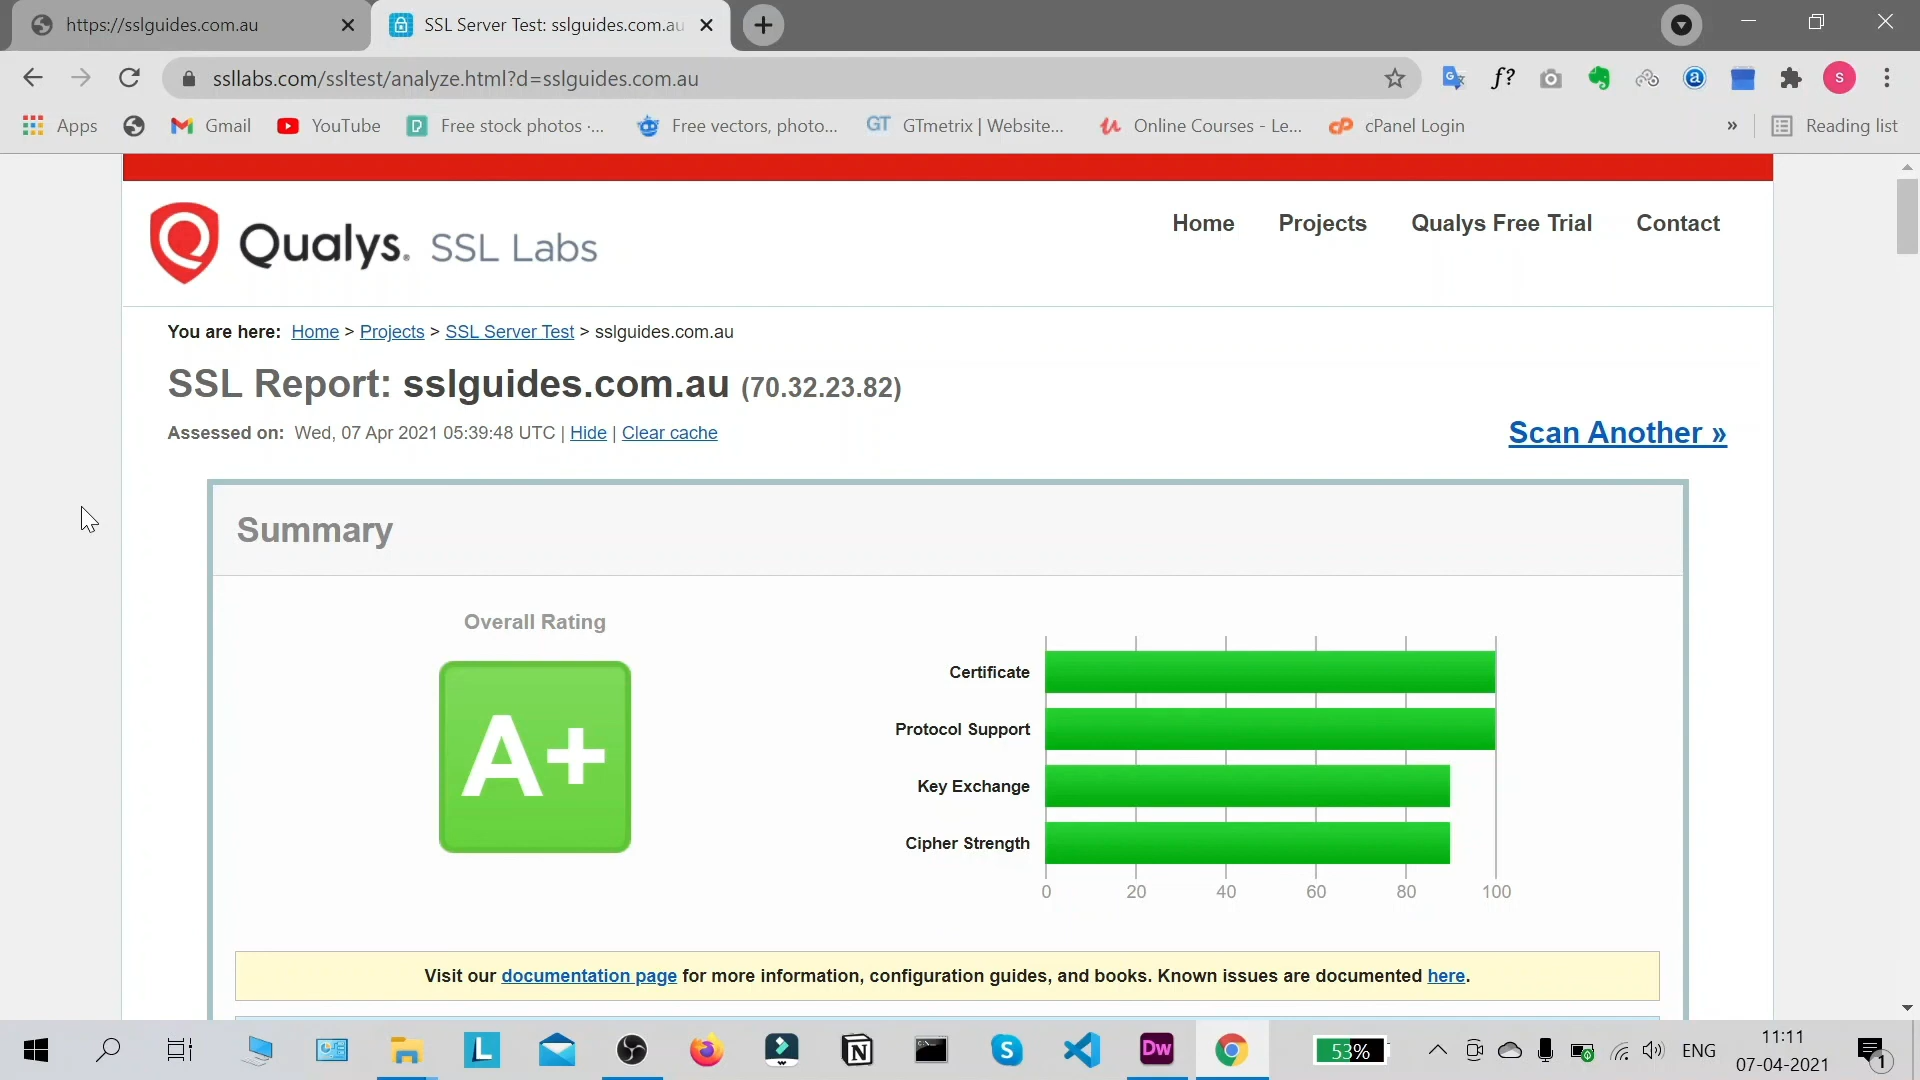 https://sslguides.com.au
SSL Server Test: sslguides.com.au
ssllabs.com/ssltest/analyze.html?d=sslguides.com.au
f?
a
S
Apps
Gmail
YouTube
Free stock photos ·...
Free vectors, photo...
GT GTmetrix | Website...
Online Courses - Le...
cP cPanel Login
»
Reading list
Qualys. SSL Labs
Home
Projects
Qualys Free Trial
Contact
You are here: Home > Projects > SSL Server Test > sslguides.com.au
SSL Report: sslguides.com.au (70.32.23.82)
Assessed on: Wed, 07 Apr 2021 05:39:48 UTC | Hide | Clear cache
Scan Another »
Summary
Overall Rating
A+
Certificate
Protocol Support
Key Exchange
Cipher Strength
0 20 40 60 80 100
Visit our documentation page for more information, configuration guides, and books. Known issues are documented here.
L
N
S
Dw
53%
ENG
11:11
07-04-2021
1